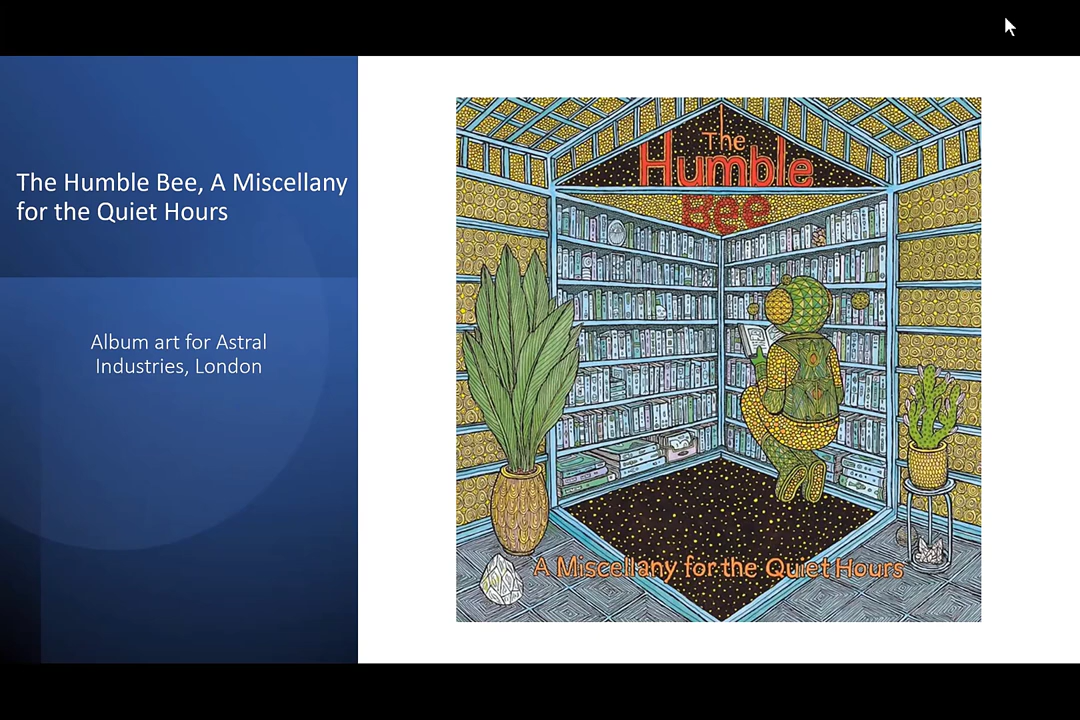 The Humble Bee, A Miscellany
for the Quiet Hours
Album art for Astral
Industries, London
The
Humble
Bee
A Miscellany for the Quiet Hours